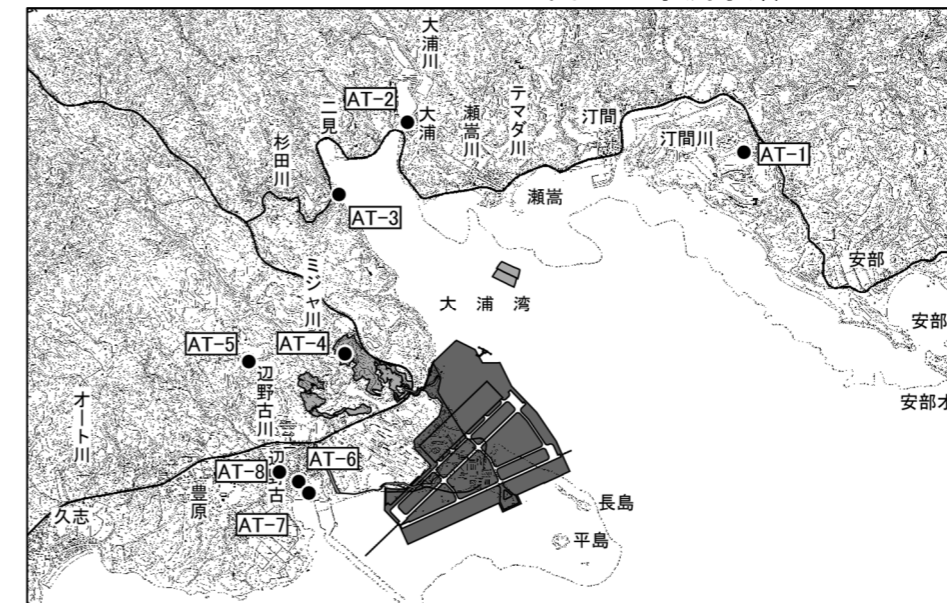 大浦川
AT-2
大浦
二見
杉田川
瀬嵩川
テマダ川
汀間
汀間川
AT-1
AT-3
瀬嵩
安部
ミジャ川
大浦湾
安部
AT-5
AT-4
辺野古川
安部オ
オート川
AT-8
AT-6
辺
古
豊原
AT-7
久志
長島
平島